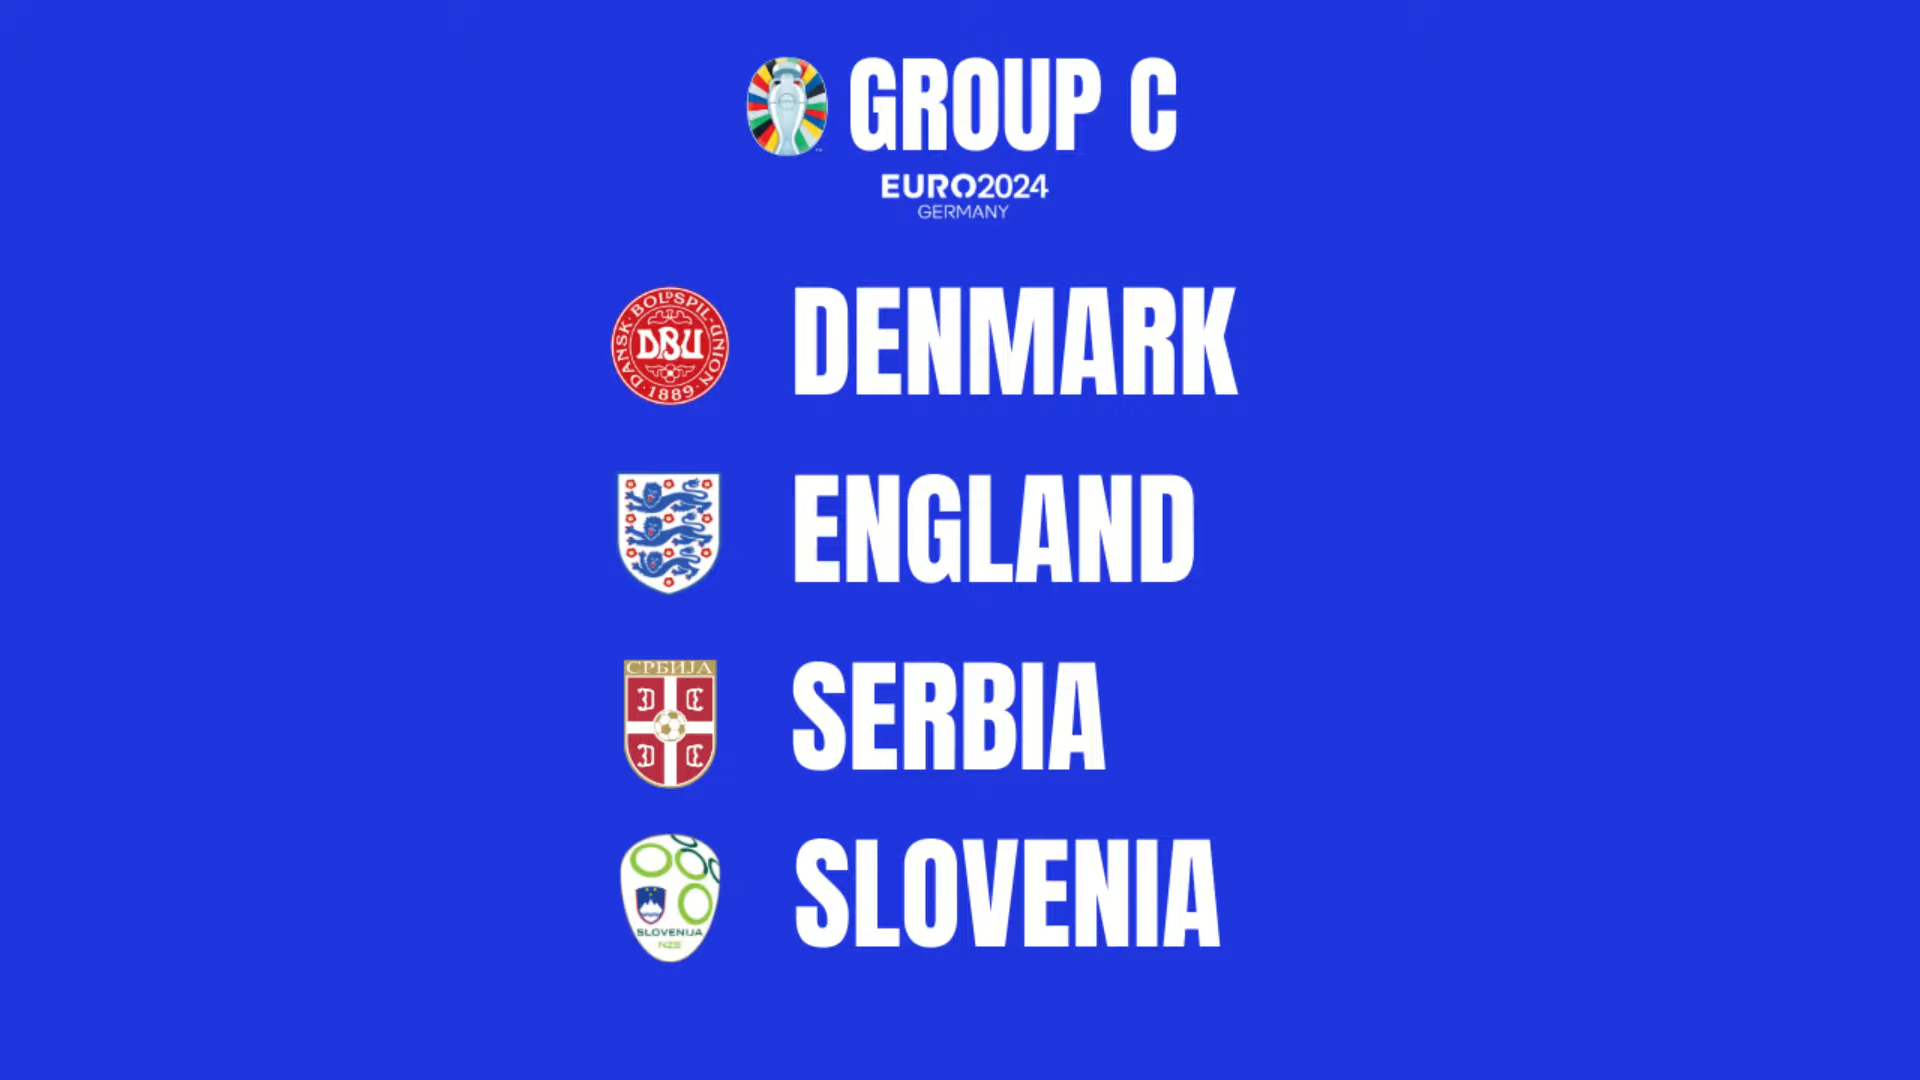 GROUP C
EURO2024
GERMANY
DANSK·BOLDSPIL-UNION
DBU
·1889·
DENMARK
ENGLAND
СРБИЈА
SERBIA
SLOVENIJA
NZS
SLOVENIA